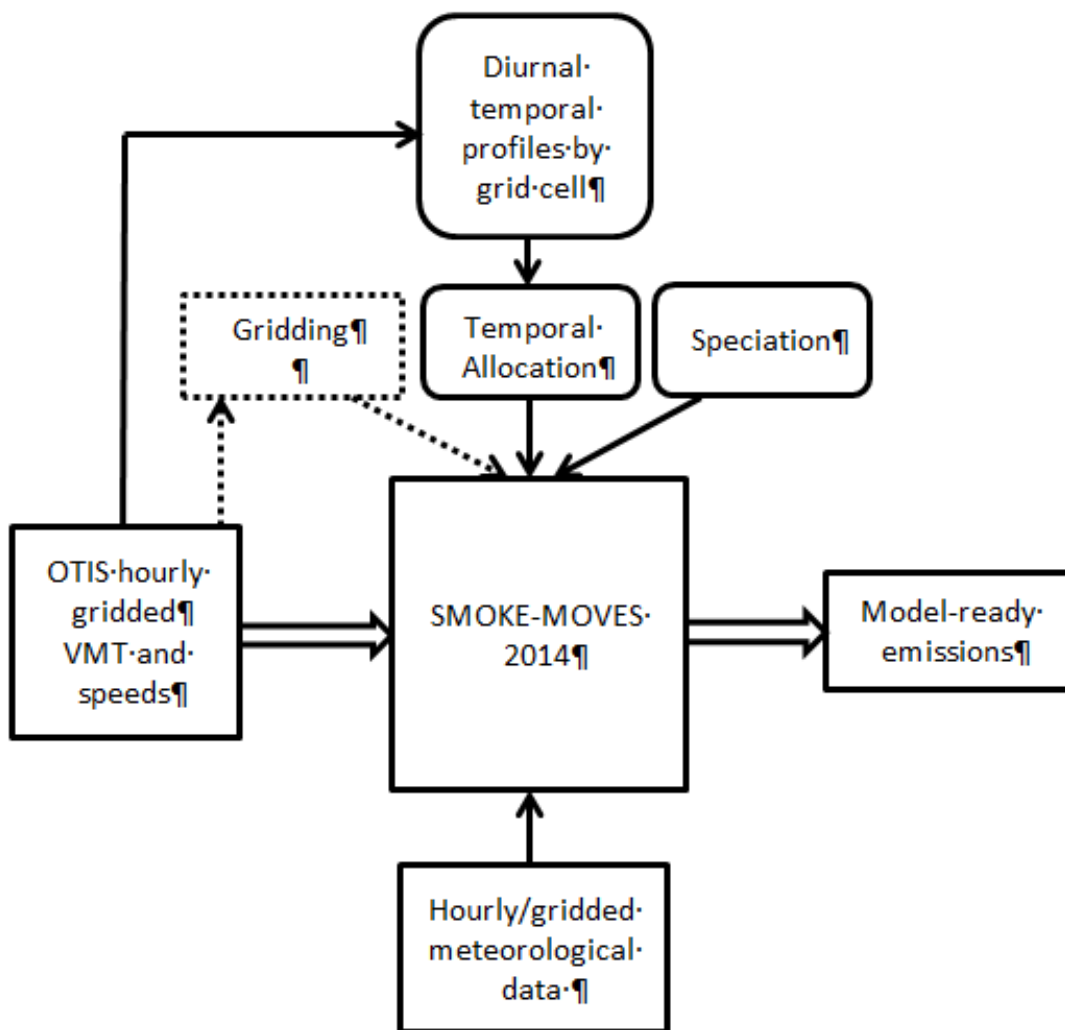 Diurnal·
temporal·
profiles·by·
grid·cell¶
Gridding¶
¶
Temporal·
Allocation¶
Speciation¶
OTIS·hourly·
gridded¶
VMT·and·
speeds¶
SMOKE-MOVES·
2014¶
Model-ready·
emissions¶
Hourly/gridded·
meteorological·
data·¶